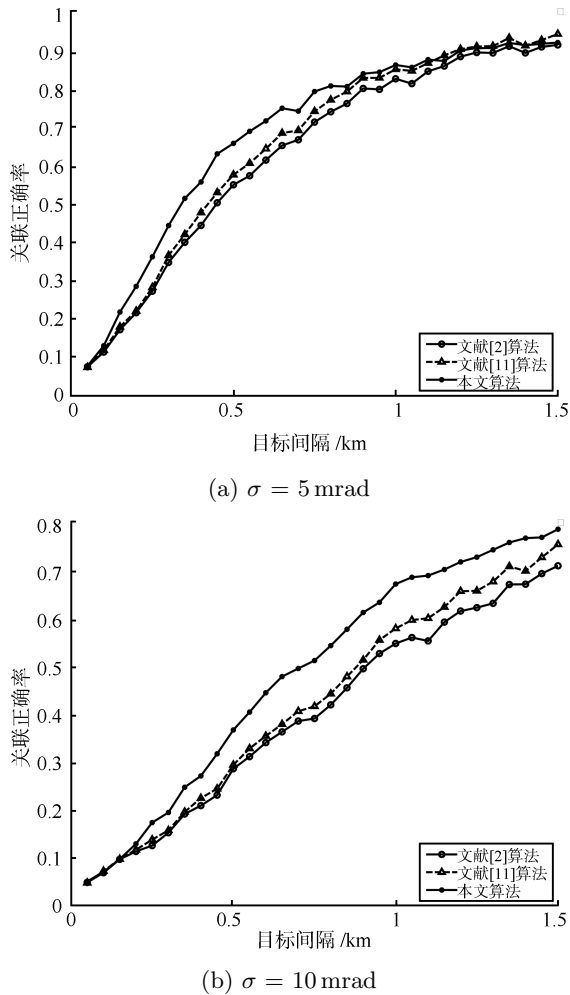 1
0.9
0.8
0.7
0.6
0.5
0.4
0.3
0.2
0.1
0
关联正确率
文献[2]算法
文献[11]算法
本文算法
0 0.5 1 1.5
目标间隔 /km
(a) σ = 5 mrad
0.8
0.7
0.6
0.5
0.4
0.3
0.2
0.1
0
关联正确率
文献[2]算法
文献[11]算法
本文算法
0 0.5 1 1.5
目标间隔 /km
(b) σ = 10 mrad